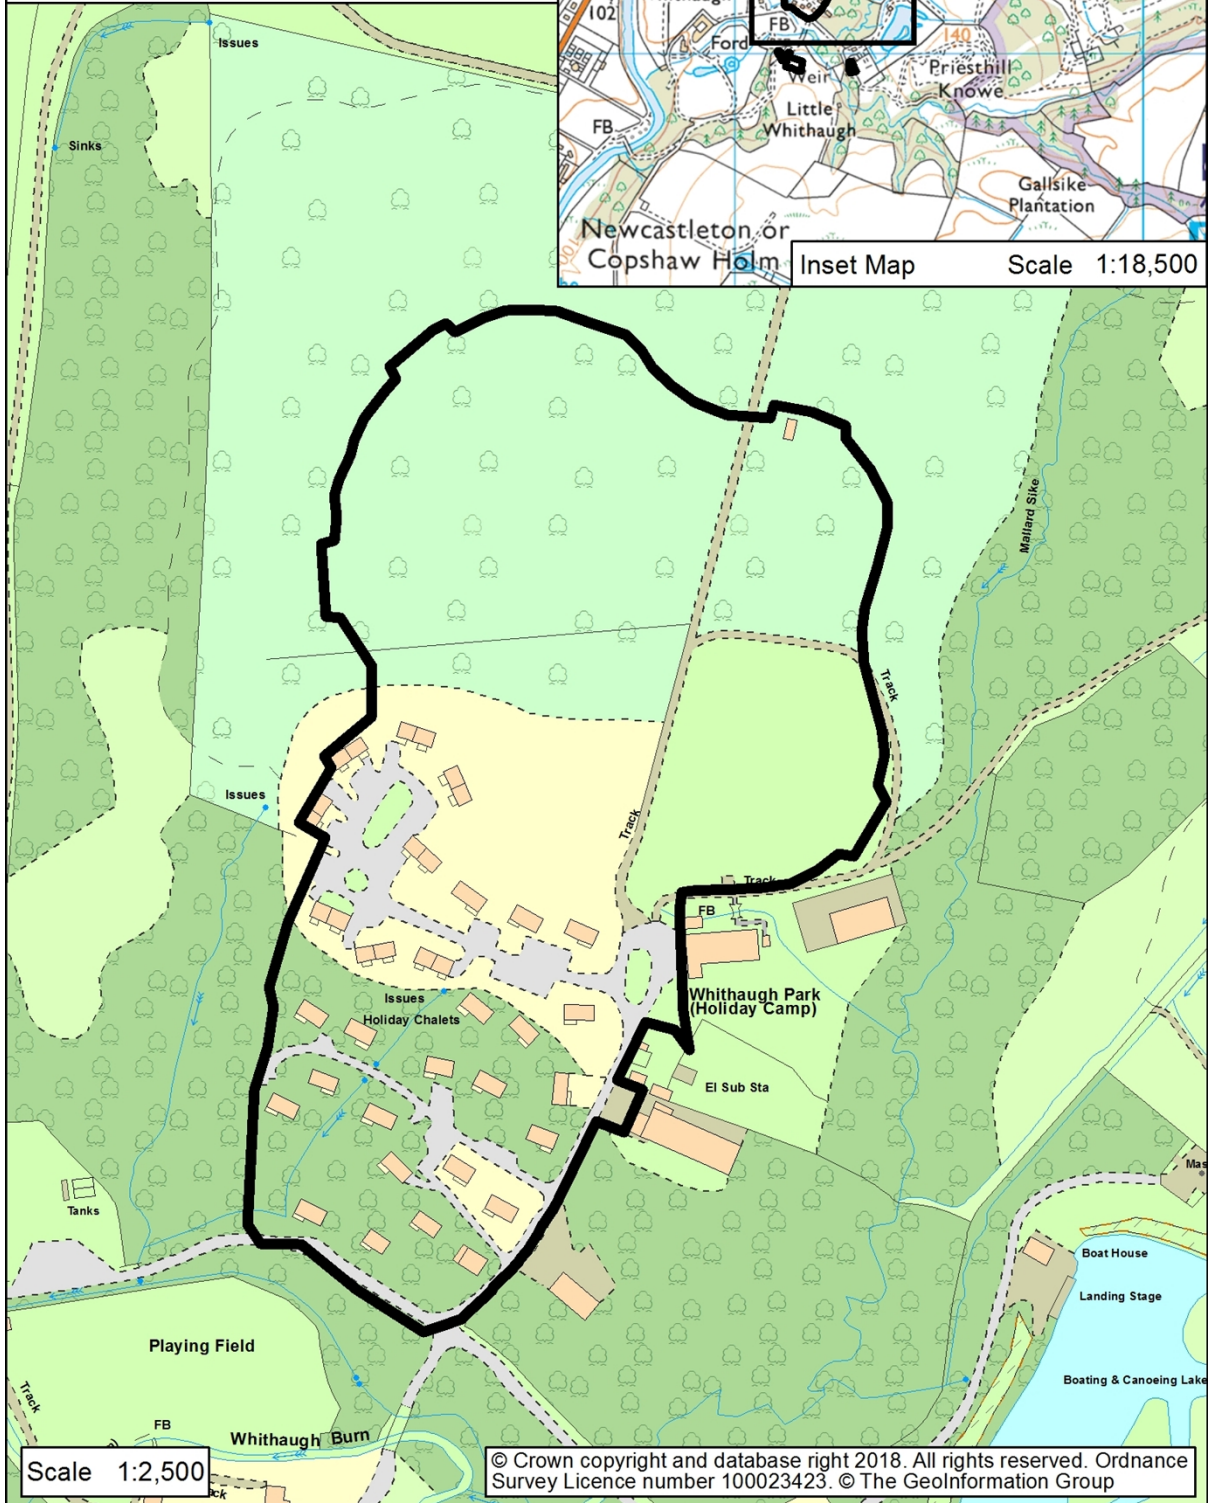 102
Issues
FB
Ford
140
Sinks
Weir
Priesthill
Knowe
Little
Whithaugh
FB
Gallsike
Plantation
Newcastleton or
Copshaw Holm
100
Inset Map Scale 1:18,500
Mallard Sike
Track
Issues
Track
Track
FB
Whithaugh Park
(Holiday Camp)
Issues
Holiday Chalets
El Sub Sta
Mas
Tanks
Boat House
Landing Stage
Playing Field
Boating & Canoeing Lake
Track
FB
Whithaugh Burn
Scale 1:2,500
© Crown copyright and database right 2018. All rights reserved. Ordnance
Survey Licence number 100023423. © The GeoInformation Group